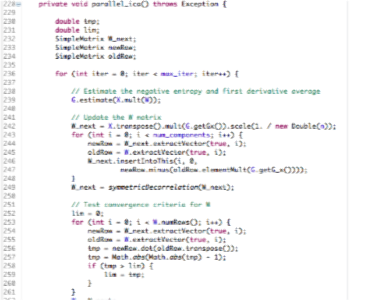 228 private void parallel_ica() throws Exception {
229
230 double tmp;
231 double lim;
232 SimpleMatrix W_next;
233 SimpleMatrix newRow;
234 SimpleMatrix oldRow;
235
236 for (int iter = 0; iter < max_iter; iter++) {
237
238 // Estimate the negative entropy and first derivative average
239 G.estimate(X.mult(W));
240
241 // Update the W matrix
242 W_next = X.transpose().mult(G.getGx()).scale(1. / new Double(n));
243 for (int i = 0; i < num_components; i++) {
244 newRow = W_next.extractVector(true, i);
245 oldRow = W.extractVector(true, i);
246 W_next.insertIntoThis(i, 0,
247 newRow.minus(oldRow.elementMult(G.getG_x())));
248 }
249 W_next = symmetricDecorrelation(W_next);
250
251 // Test convergence criteria for W
252 lim = 0;
253 for (int i = 0; i < W.numRows(); i++) {
254 newRow = W_next.extractVector(true, i);
255 oldRow = W.extractVector(true, i);
256 tmp = newRow.dot(oldRow.transpose());
257 tmp = Math.abs(Math.abs(tmp) - 1);
258 if (tmp > lim) {
259 lim = tmp;
260 }
261 }